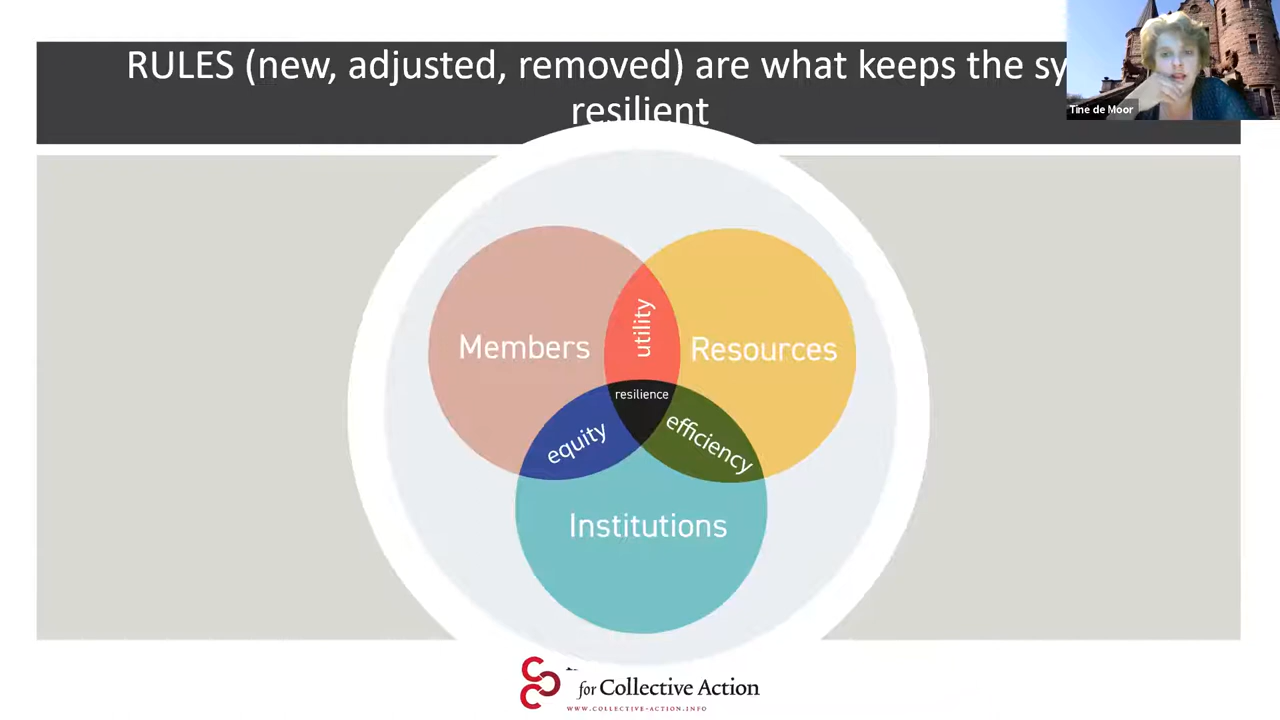 RULES (new, adjusted, removed) are what keeps the sy
resilient
Tine de Moor
utility
Members
Resources
resilience
equity
efficiency
Institutions
for Collective Action
WWW.COLLECTIVE-ACTION.INFO